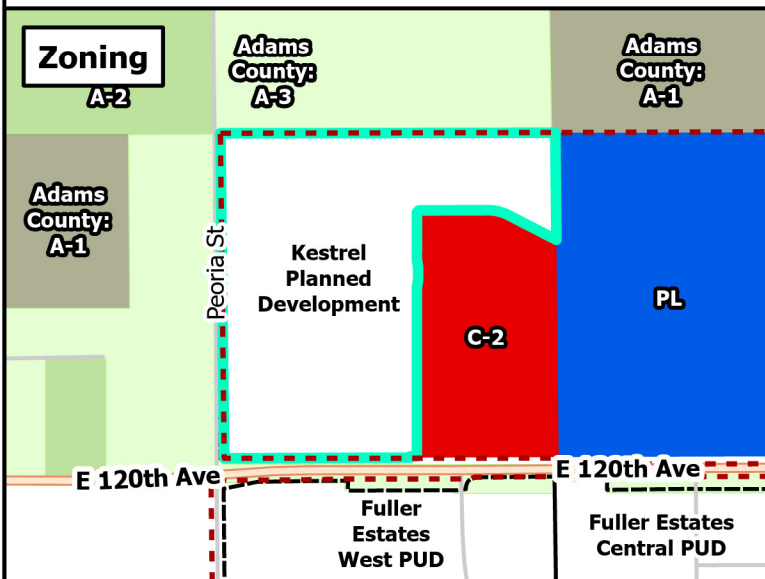 Zoning
A-2
Adams
County:
A-3
Adams
County:
A-1
Adams
County:
A-1
Peoria St
Kestrel
Planned
Development
C-2
PL
E 120th Ave
E 120th Ave
Fuller
Estates
West PUD
Fuller Estates
Central PUD